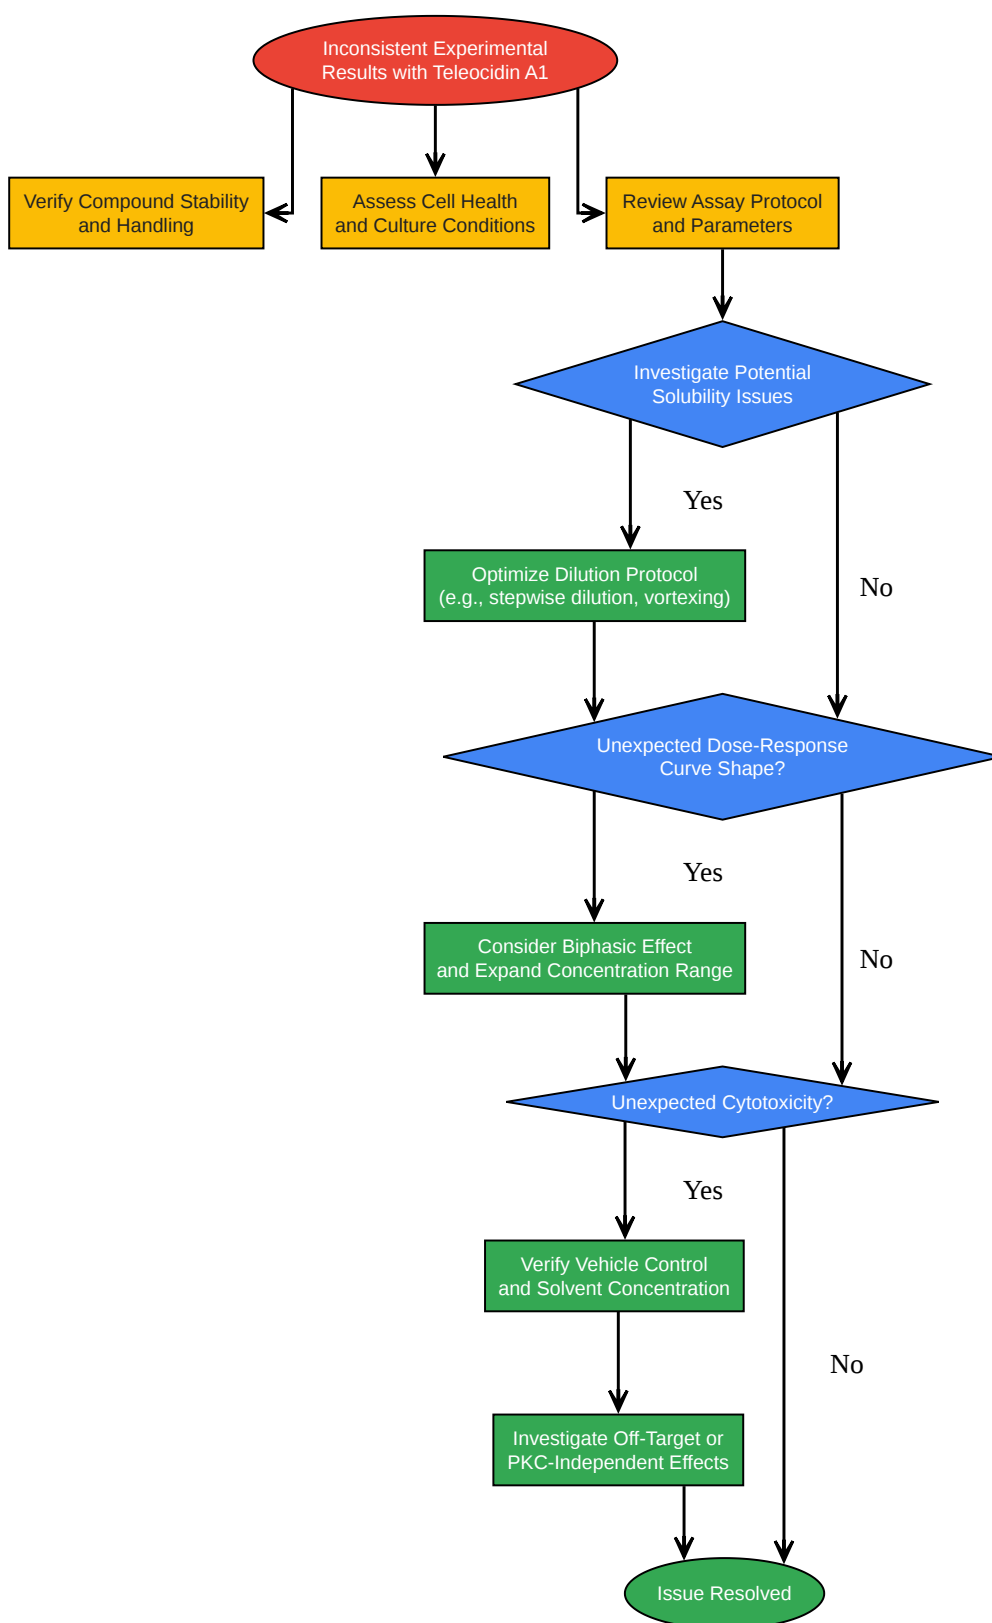 Inconsistent Experimental
Results with Teleocidin A1
Verify Compound Stability
and Handling
Assess Cell Health
and Culture Conditions
Review Assay Protocol
and Parameters
Investigate Potential
Solubility Issues
Yes
Optimize Dilution Protocol
(e.g., stepwise dilution, vortexing)
No
Unexpected Dose-Response
Curve Shape?
Yes
Consider Biphasic Effect
and Expand Concentration Range
No
Unexpected Cytotoxicity?
Yes
Verify Vehicle Control
and Solvent Concentration
No
Investigate Off-Target or
PKC-Independent Effects
Issue Resolved